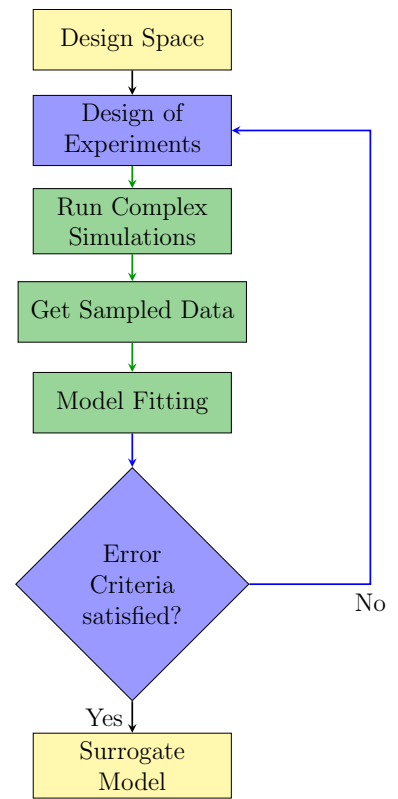 Design Space
Design of
Experiments
Run Complex
Simulations
Get Sampled Data
Model Fitting
Error
Criteria
satisfied?
No
Yes
Surrogate
Model